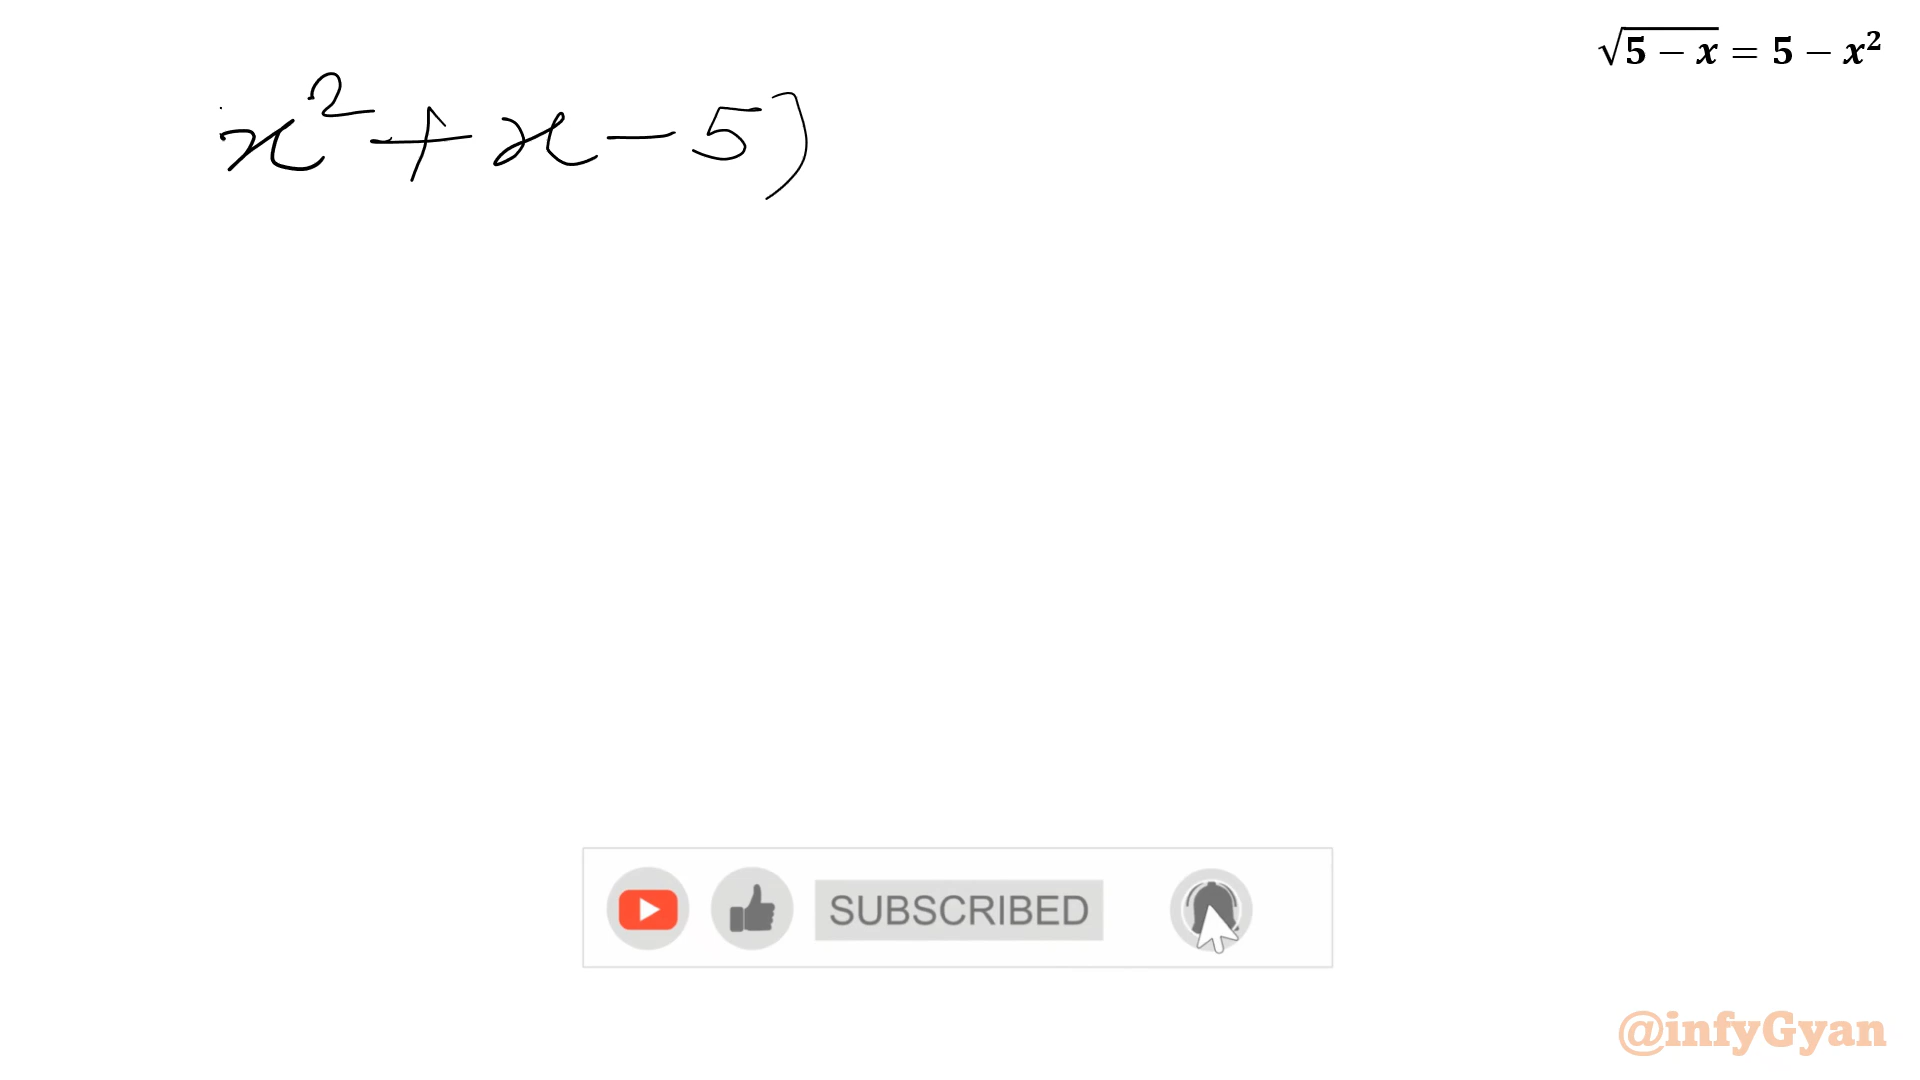 √(5 − x) = 5 − x²
x² + x − 5)
SUBSCRIBED
@infyGyan